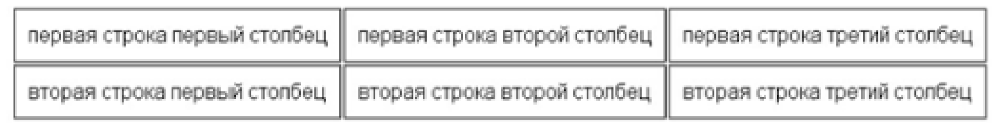 первая строка первый столбец первая строка второй столбец первая строка третий столбец
вторая строка первый столбец вторая строка второй столбец вторая строка третий столбец